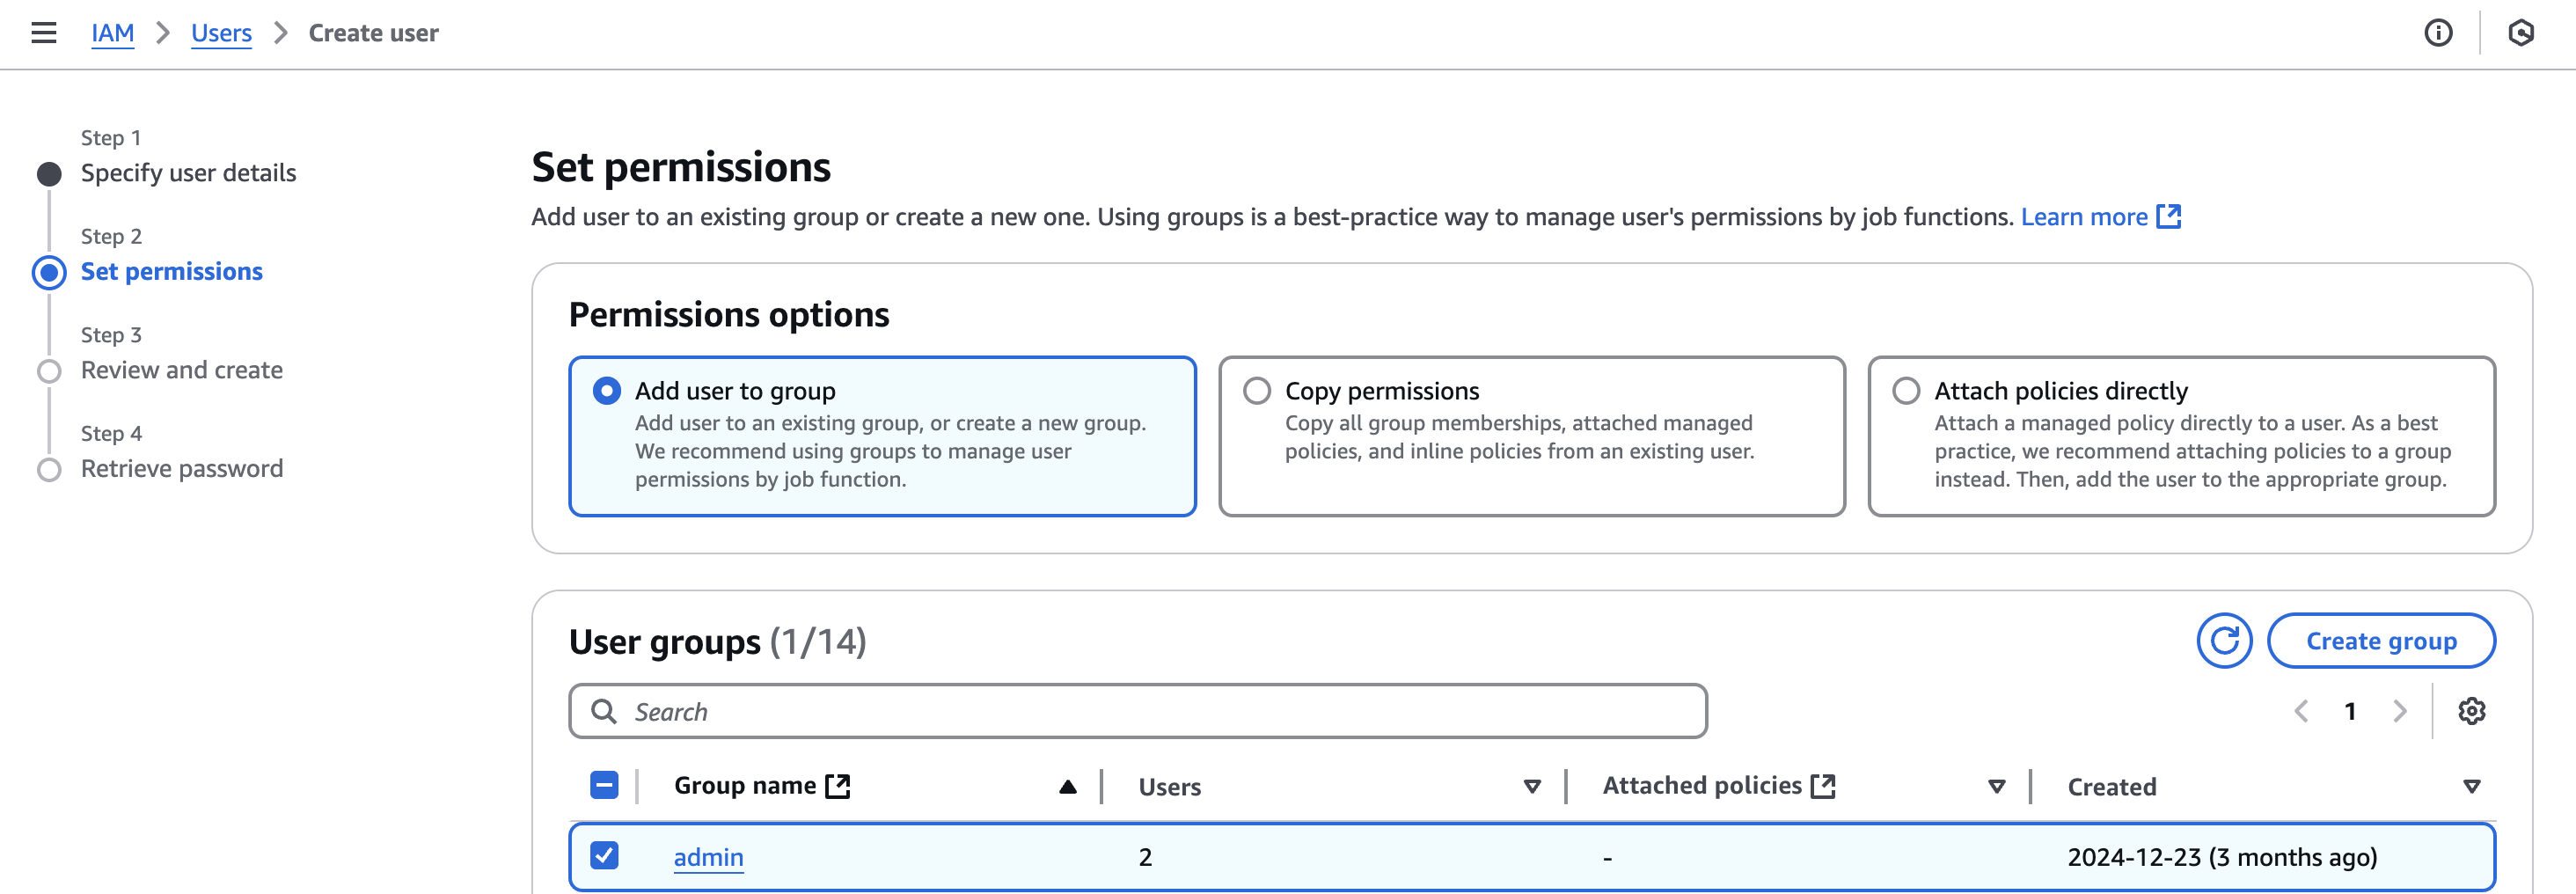 IAM > Users > Create user
Step 1
Specify user details
Step 2
Set permissions
Step 3
Review and create
Step 4
Retrieve password
Set permissions
Add user to an existing group or create a new one. Using groups is a best-practice way to manage user's permissions by job functions. Learn more
Permissions options
Add user to group
Add user to an existing group, or create a new group.
We recommend using groups to manage user
permissions by job function.
Copy permissions
Copy all group memberships, attached managed
policies, and inline policies from an existing user.
Attach policies directly
Attach a managed policy directly to a user. As a best
practice, we recommend attaching policies to a group
instead. Then, add the user to the appropriate group.
User groups (1/14)
Create group
Search
1
Group name Users Attached policies Created
admin 2 - 2024-12-23 (3 months ago)